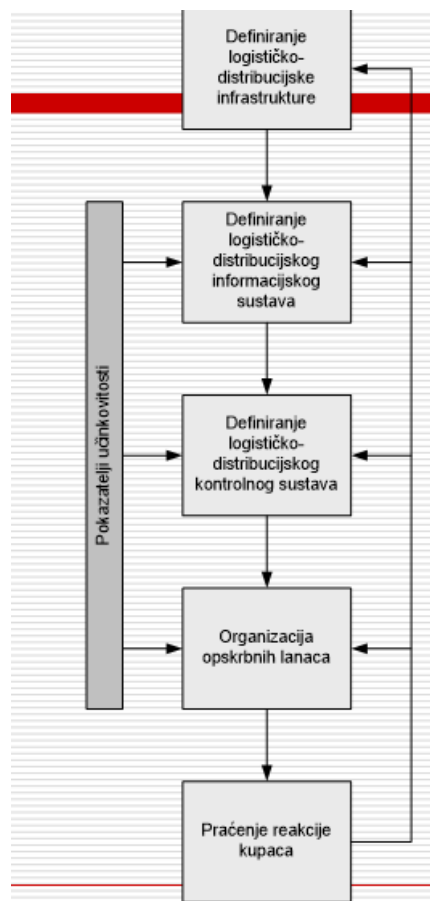 Definiranje
logističko-
distribucijske
infrastrukture
Definiranje
logističko-
distribucijskog
informacijskog
sustava
Pokazatelji učinkovitosti
Definiranje
logističko-
distribucijskog
kontrolnog sustava
Organizacija
opskrbnih lanaca
Praćenje reakcije
kupaca